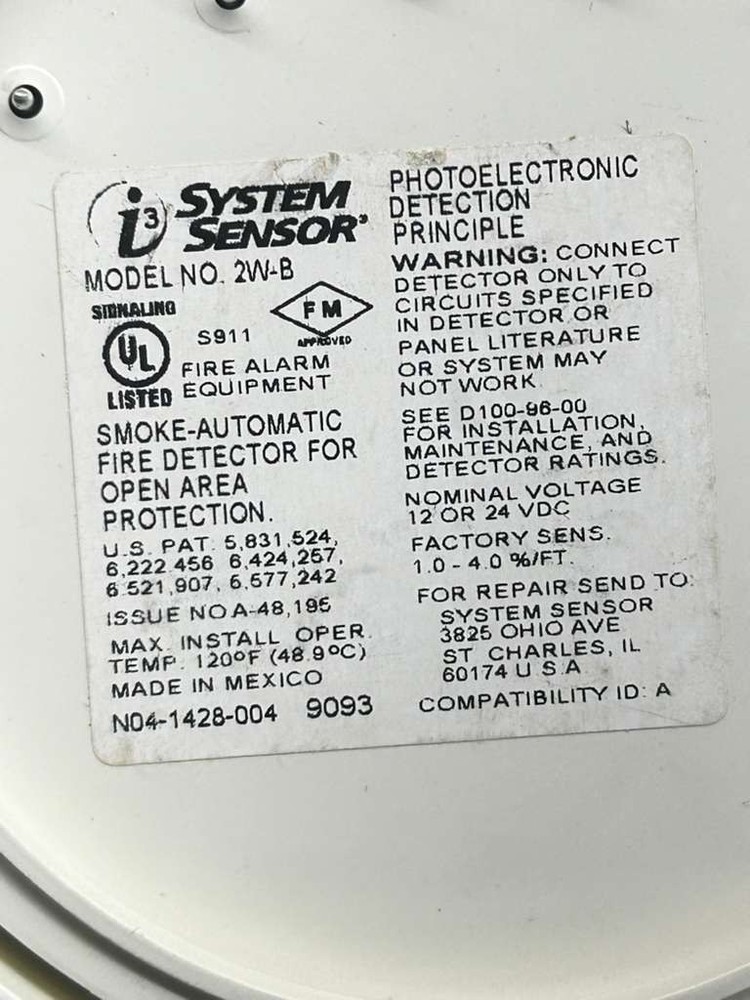 i3 SYSTEM SENSOR®
MODEL NO. 2W-B
SIGNALING
UL
LISTED
S911
FM
APPROVED
FIRE ALARM
EQUIPMENT
SMOKE-AUTOMATIC
FIRE DETECTOR FOR
OPEN AREA
PROTECTION.
U.S. PAT. 5,831,524,
6,222,456 6,424,257,
6,521,907, 6,577,242
ISSUE NO A-48,195
MAX. INSTALL OPER.
TEMP. 120ºF (48.9ºC)
MADE IN MEXICO
N04-1428-004 9093
PHOTOELECTRONIC
DETECTION
PRINCIPLE
WARNING: CONNECT
DETECTOR ONLY TO
CIRCUITS SPECIFIED
IN DETECTOR OR
PANEL LITERATURE
OR SYSTEM MAY
NOT WORK.
SEE D100-96-00
FOR INSTALLATION,
MAINTENANCE, AND
DETECTOR RATINGS.
NOMINAL VOLTAGE
12 OR 24 VDC
FACTORY SENS.
1.0 - 4.0 %/FT.
FOR REPAIR SEND TO:
SYSTEM SENSOR
3825 OHIO AVE
ST CHARLES, IL
60174 U.S.A
COMPATIBILITY ID: A